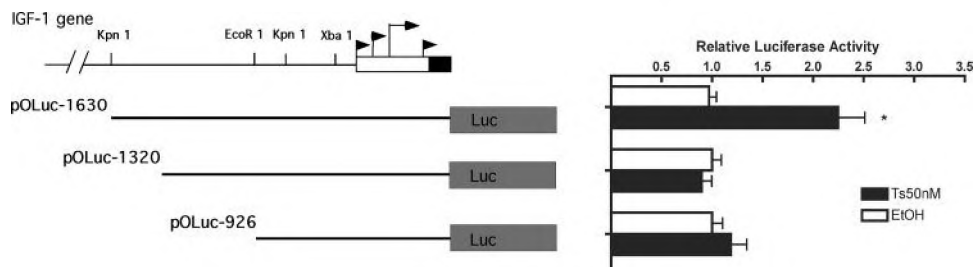 IGF-1 gene
Kpn 1
EcoR 1
Kpn 1
Xba 1
Relative Luciferase Activity
0.5 1.0 1.5 2.0 2.5 3.0 3.5
pOLuc-1630
Luc
*
pOLuc-1320
Luc
Ts50nM
EtOH
pOLuc-926
Luc